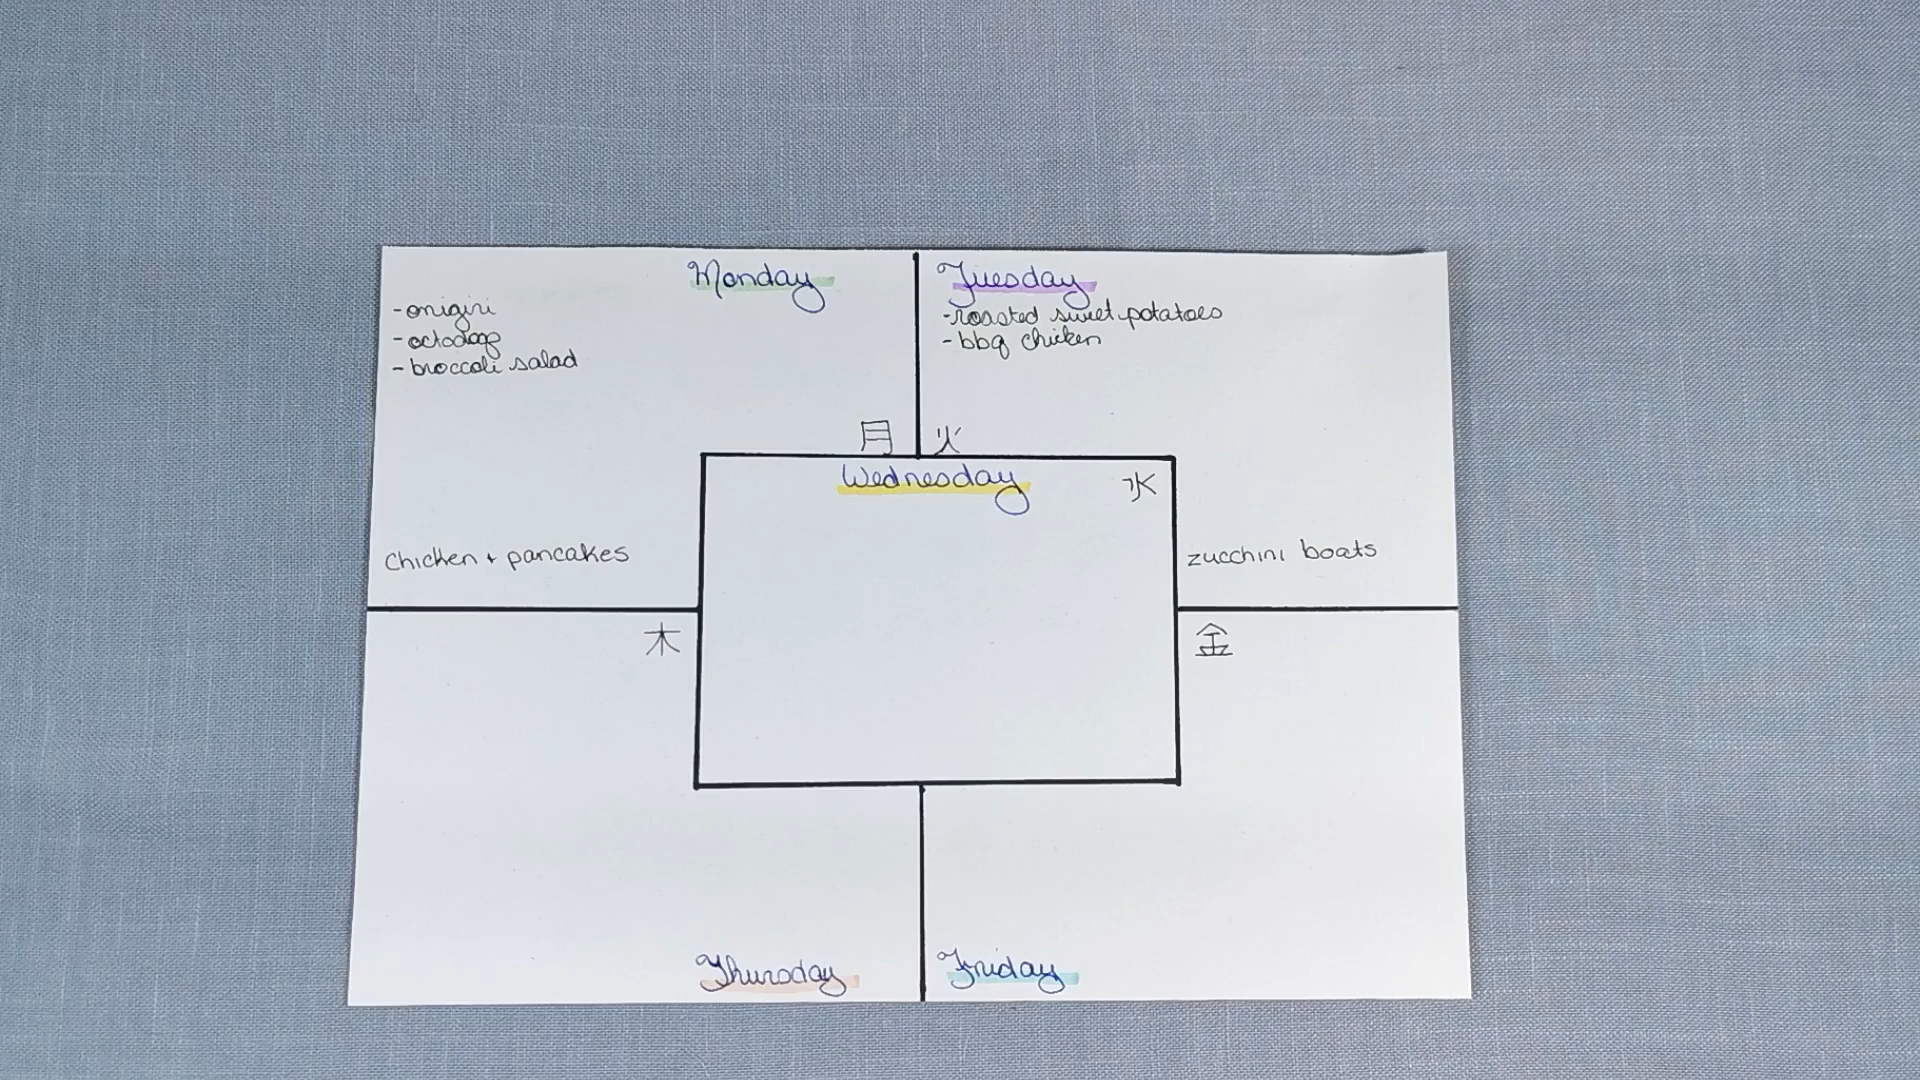 Monday
-onigiri
-octodog
-broccoli salad
月
chicken + pancakes
Tuesday
-roasted sweet potatoes
-bbq chicken
火
zucchini boats
Wednesday
水
木
Thursday
金
Friday